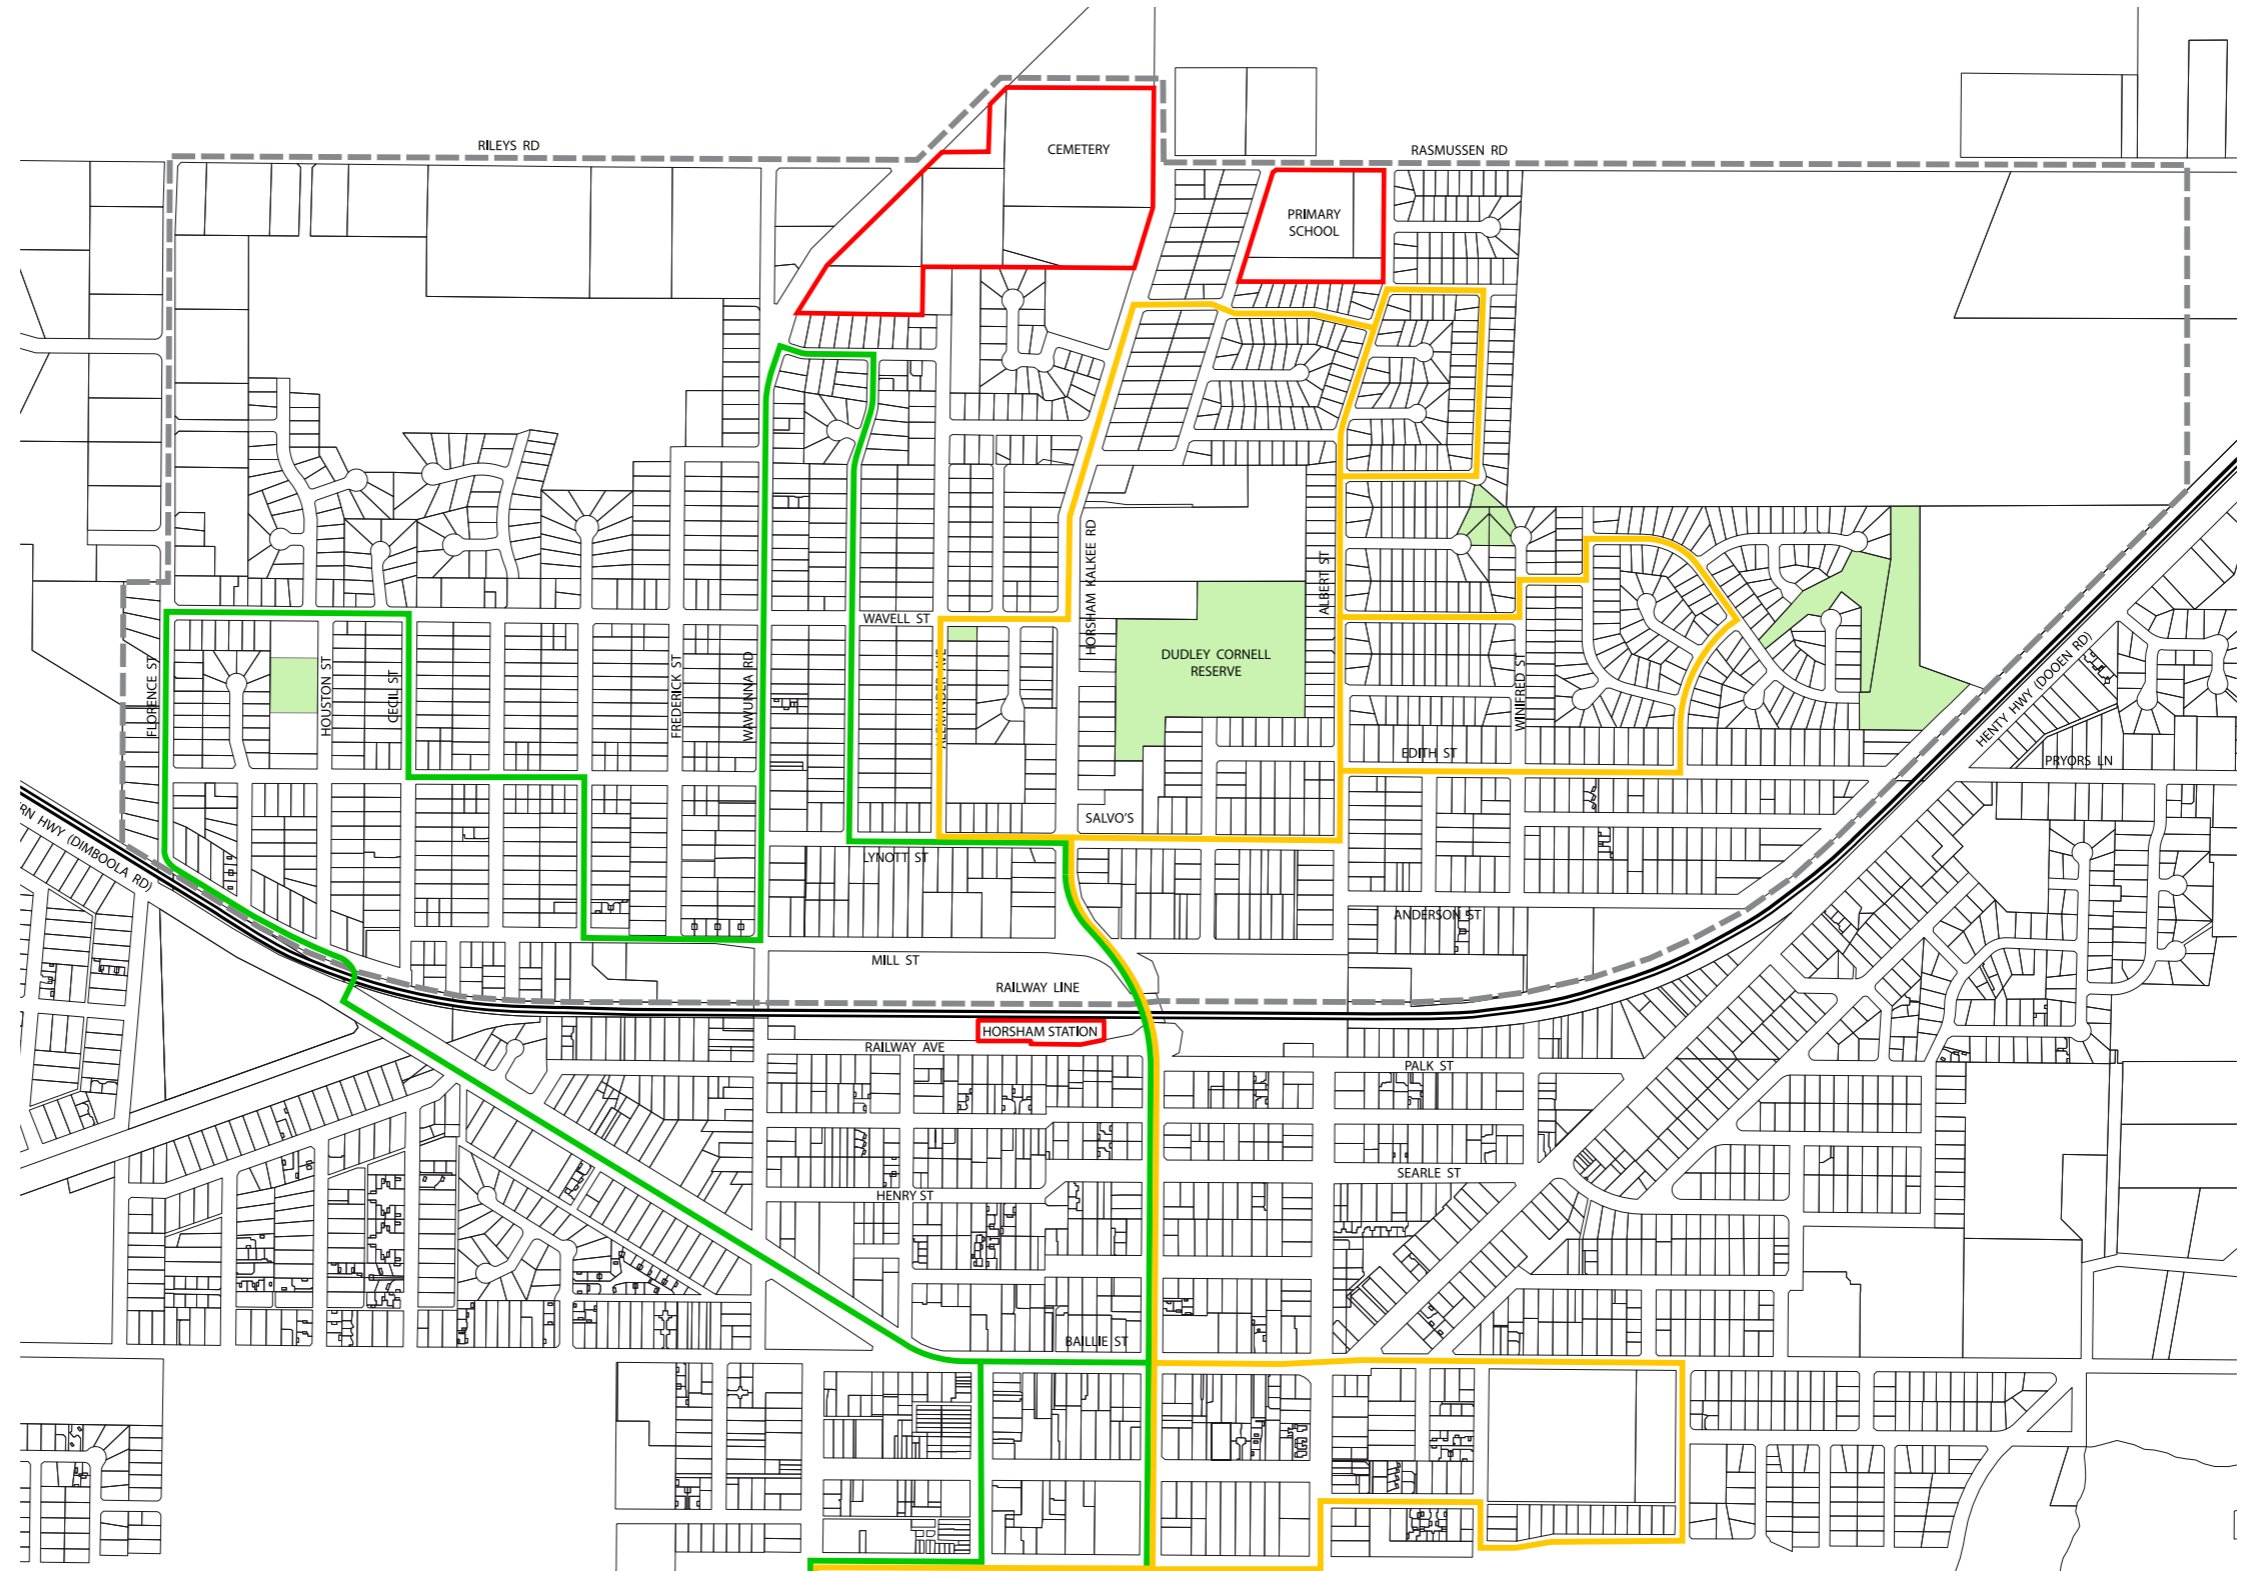 RILEYS RD
CEMETERY
RASMUSSEN RD
PRIMARY
SCHOOL
HORSHAM KALKEE RD
ALBERT ST
WAVELL ST
DUDLEY CORNELL
RESERVE
FLORENCE ST
HOUSTON ST
CECIL ST
FREDERICK ST
WAWUNNA RD
ALEXANDER AVE
WINIFRED ST
EDITH ST
HENTY HWY (DOOEN RD)
PRYORS LN
SALVO'S
RN HWY (DIMBOOLA RD)
LYNOTT ST
ANDERSON ST
MILL ST
RAILWAY LINE
HORSHAM STATION
RAILWAY AVE
PALK ST
SEARLE ST
HENRY ST
BAILLIE ST